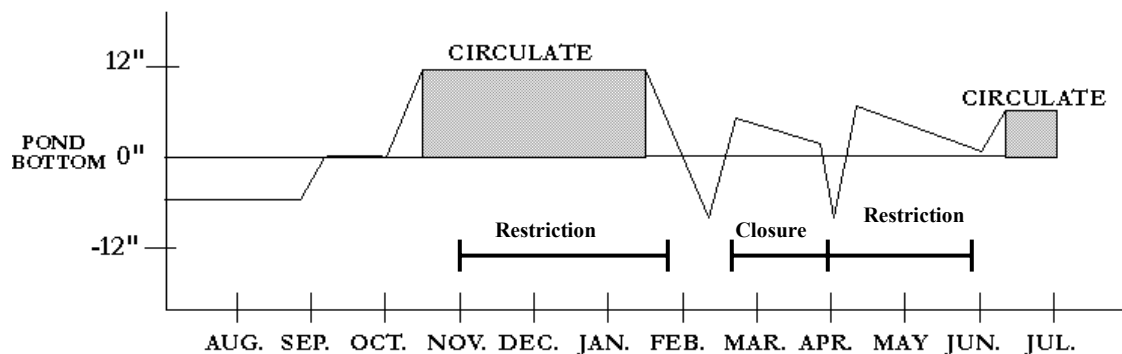 12"
CIRCULATE
CIRCULATE
POND
BOTTOM 0"
-12"
Restriction
Closure
Restriction
AUG. SEP. OCT. NOV. DEC. JAN. FEB. MAR. APR. MAY JUN. JUL.